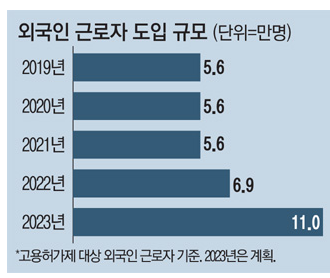 외국인 근로자 도입 규모 (단위=만명)
2019년 5.6
2020년 5.6
2021년 5.6
2022년 6.9
2023년 11.0
*고용허가제 대상 외국인 근로자 기준. 2023년은 계획.